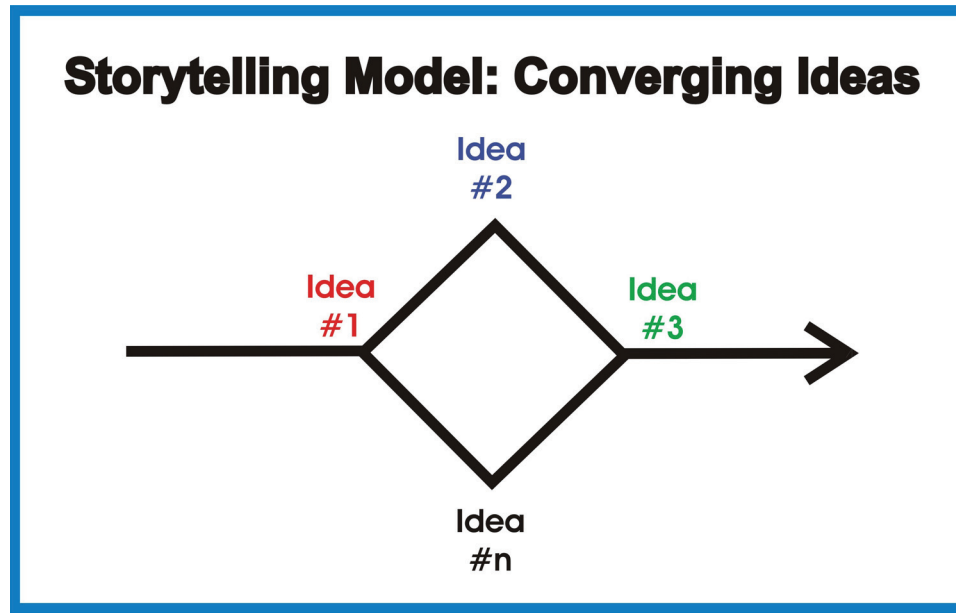 Storytelling Model: Converging Ideas
Idea
#2
Idea
#1
Idea
#3
Idea
#n